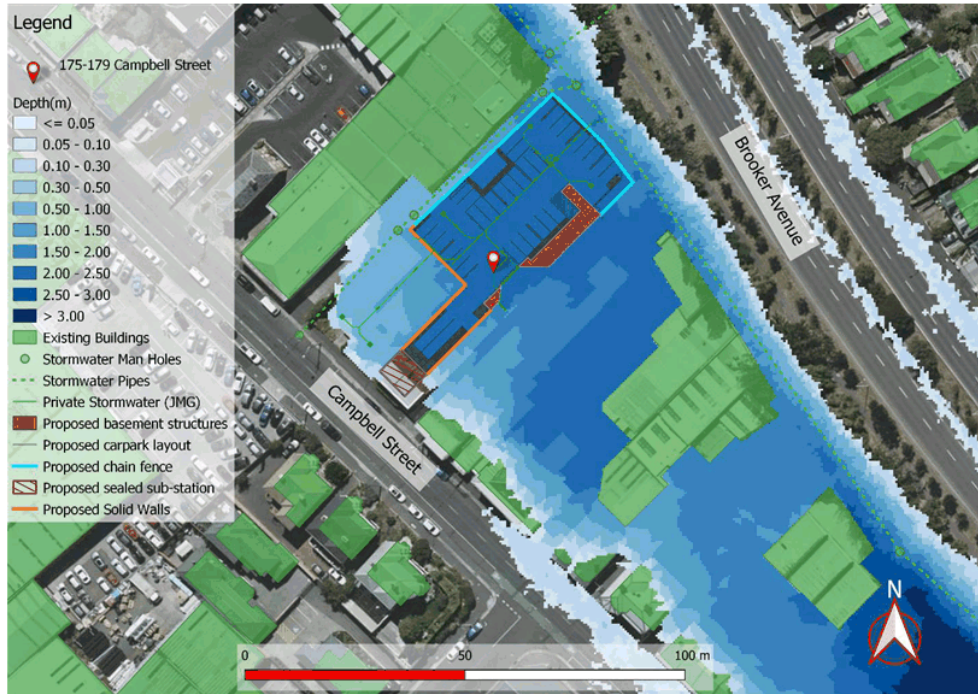 Legend
175-179 Campbell Street
Depth(m)
<= 0.05
0.05 - 0.10
0.10 - 0.30
0.30 - 0.50
0.50 - 1.00
1.00 - 1.50
1.50 - 2.00
2.00 - 2.50
2.50 - 3.00
> 3.00
Existing Buildings
Stormwater Man Holes
Stormwater Pipes
Private Stormwater (JMG)
Proposed basement structures
Proposed carpark layout
Proposed chain fence
Proposed sealed sub-station
Proposed Solid Walls
Brooker Avenue
Campbell Street
N
0 50 100 m